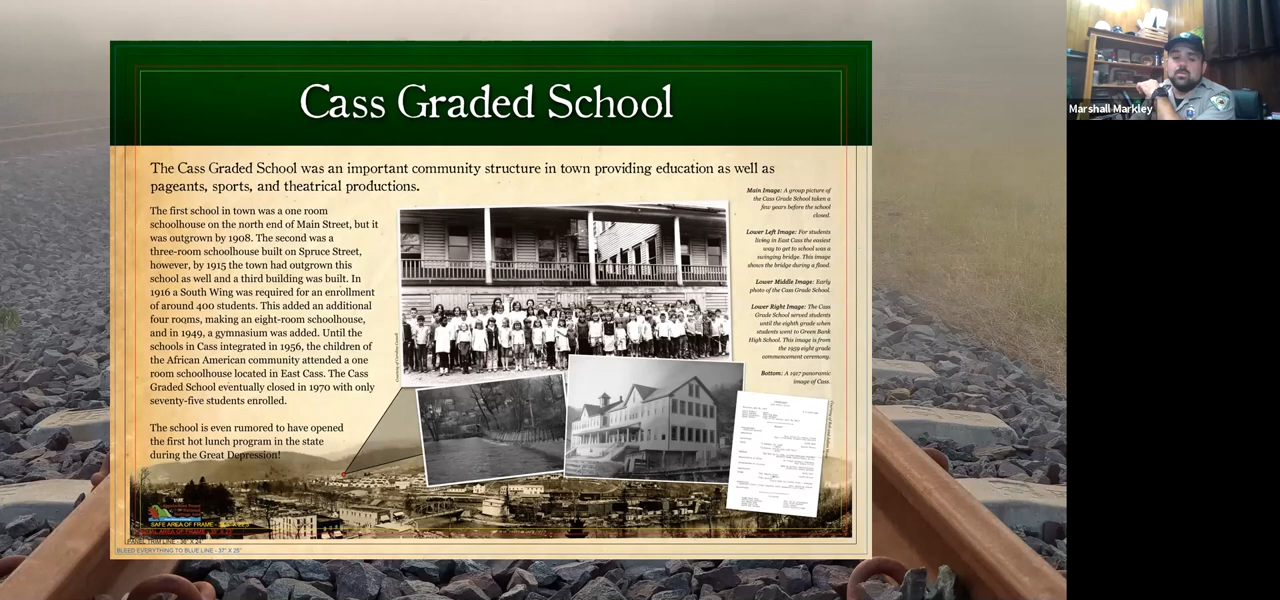 Cass Graded School
The Cass Graded School was an important community structure in town providing education as well as
pageants, sports, and theatrical productions.
The first school in town was a one room
schoolhouse on the north end of Main Street, but it
was outgrown by 1908. The second was a
three-room schoolhouse built on Spruce Street,
however, by 1915 the town had outgrown this
school as well and a third building was built. In
1916 a South Wing was required for an enrollment
of around 400 students. This added an additional
four rooms, making an eight-room schoolhouse,
and in 1949, a gymnasium was added. Until the
schools in Cass integrated in 1956, the children of
the African American community attended a one
room schoolhouse located in East Cass. The Cass
Graded School eventually closed in 1970 with only
seventy-five students enrolled.
The school is even rumored to have opened
the first hot lunch program in the state
during the Great Depression!
Main Image: A group picture of
the Cass Grade School taken a
few years before the school
closed.
Lower Left Image: For students
living in East Cass the easiest
way to get to school was a
swinging bridge. This image
shows the bridge during a flood.
Lower Middle Image: Early
photo of the Cass Grade School.
Lower Right Image: The Cass
Grade School served students
until the eighth grade when
students went to Green Bank
High School. This image is from
the 1959 eight grade
commencement ceremony.
Bottom: A 1917 panoramic
image of Cass.
SAFE AREA OF FRAME -
PANEL TRIM LINE - 36" X 24"
BLEED EVERYTHING TO BLUE LINE - 37" X 25"
Marshall Markley